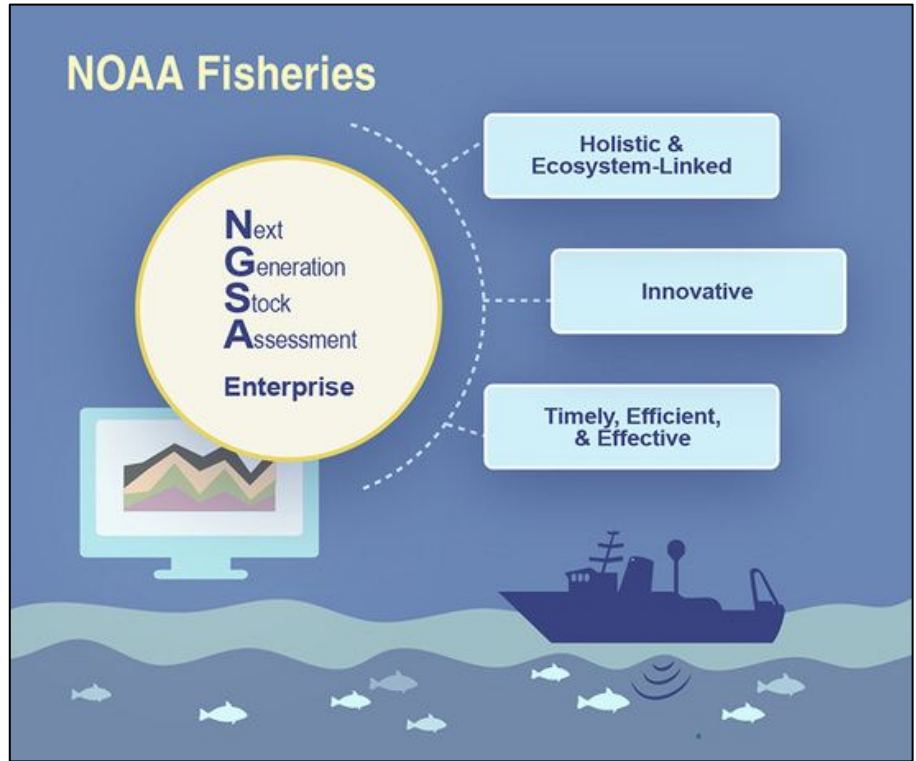 NOAA Fisheries
Next
Generation
Stock
Assessment
Enterprise
Holistic &
Ecosystem-Linked
Innovative
Timely, Efficient,
& Effective